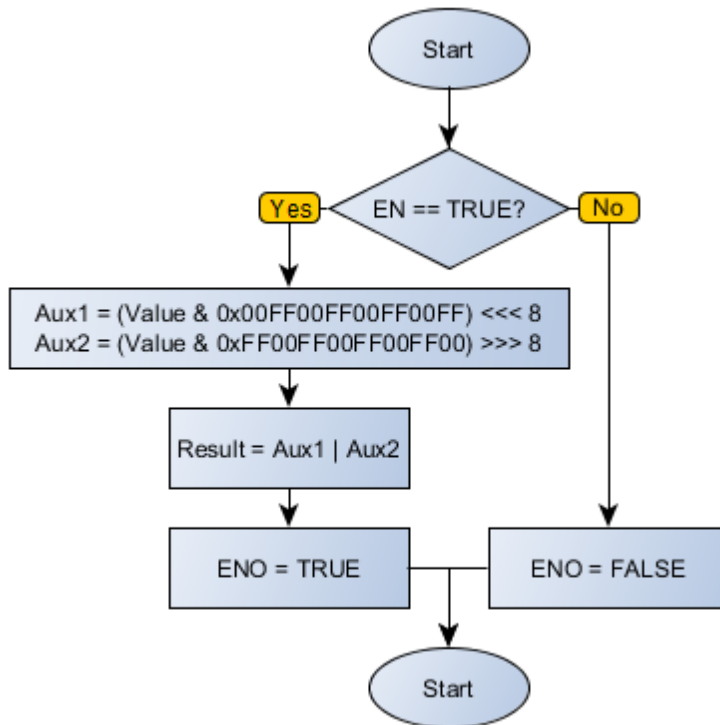 Start
EN == TRUE?
Yes
No
Aux1 = (Value & 0x00FF00FF00FF00FF) <<< 8
Aux2 = (Value & 0xFF00FF00FF00FF00) >>> 8
Result = Aux1 | Aux2
ENO = TRUE
ENO = FALSE
Start